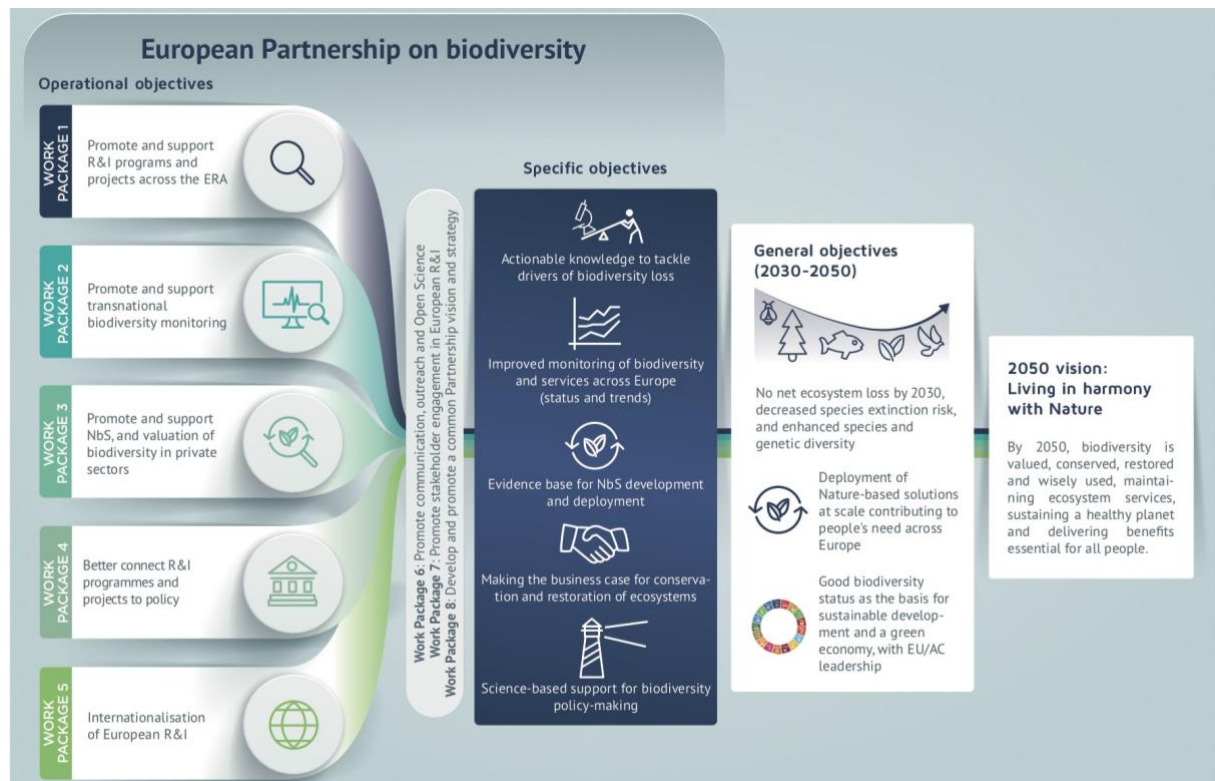 European Partnership on biodiversity
Operational objectives
WORK
PACKAGE 1
Promote and support
R&I programs and
projects across the ERA
WORK
PACKAGE 2
Promote and support
transnational
biodiversity monitoring
WORK
PACKAGE 3
Promote and support
NbS, and valuation of
biodiversity in private
sectors
WORK
PACKAGE 4
Better connect R&I
programmes and
projects to policy
WORK
PACKAGE 5
Internationalisation
of European R&I
Work Package 6: Promote communication, outreach and Open Science
Work Package 7: Promote stakeholder engagement in European R&I
Work Package 8: Develop and promote a common Partnership vision and strategy
Specific objectives
Actionable knowledge to tackle
drivers of biodiversity loss
Improved monitoring of biodiversity
and services across Europe
(status and trends)
Evidence base for NbS development
and deployment
Making the business case for conserva-
tion and restoration of ecosystems
Science-based support for biodiversity
policy-making
General objectives
(2030-2050)
No net ecosystem loss by 2030,
decreased species extinction risk,
and enhanced species and
genetic diversity
Deployment of
Nature-based solutions
at scale contributing to
people's need across
Europe
Good biodiversity
status as the basis for
sustainable develop-
ment and a green
economy, with EU/AC
leadership
2050 vision:
Living in harmony
with Nature
By 2050, biodiversity is
valued, conserved, restored
and wisely used, maintai-
ning ecosystem services,
sustaining a healthy planet
and delivering benefits
essential for all people.